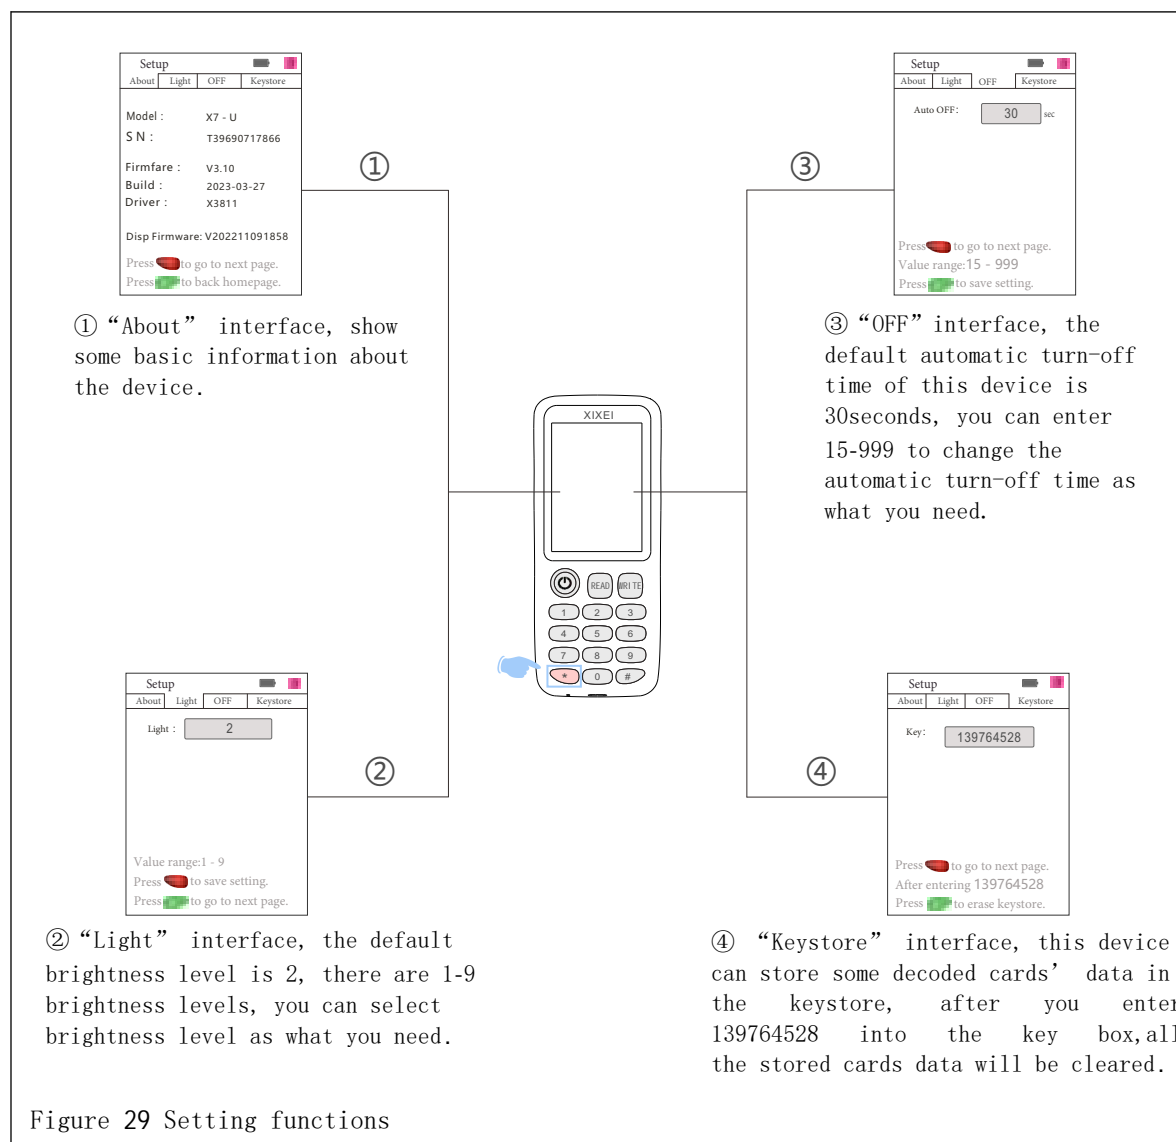 Setup
About Light OFF Keystore
Model : X7 - U
S N : T39690717866
Firmfare : V3.10
Build : 2023-03-27
Driver : X3811
Disp Firmware: V202211091858
Press to go to next page.
Press to back homepage.
①
①“About” interface, show
some basic information about
the device.
Setup
About Light OFF Keystore
Auto OFF: 30 sec
Press to go to next page.
Value range:15 - 999
Press to save setting.
③
③“OFF”interface, the
default automatic turn-off
time of this device is
30seconds, you can enter
15-999 to change the
automatic turn-off time as
what you need.
XIXEI
READ WRITE
1 2 3
4 5 6
7 8 9
* 0 #
Setup
About Light OFF Keystore
Light : 2
Value range:1 - 9
Press to save setting.
Press to go to next page.
②
②“Light” interface, the default
brightness level is 2, there are 1-9
brightness levels, you can select
brightness level as what you need.
Setup
About Light OFF Keystore
Key: 139764528
Press to go to next page.
After entering 139764528
Press to erase keystore.
④
④ “Keystore” interface, this device
can store some decoded cards’ data in
the keystore, after you enter
139764528 into the key box,all
the stored cards data will be cleared.
Figure 29 Setting functions